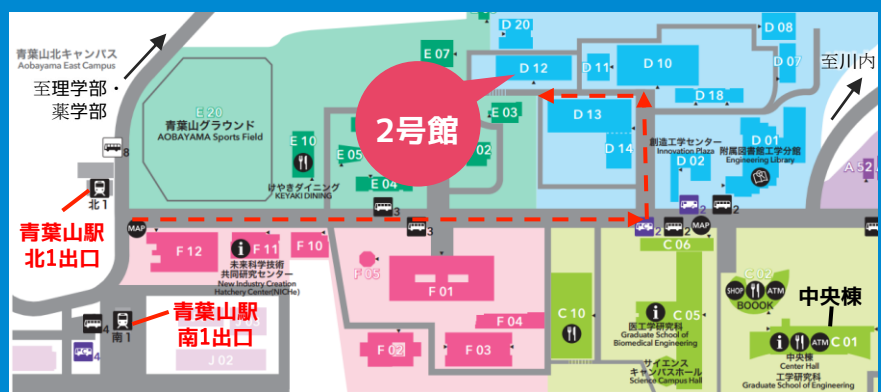 青葉山北キャンパス
Aobayama East Campus
至理学部・
薬学部
E 20
青葉山グラウンド
AOBAYAMA Sports Field
8
北1
青葉山駅
北1出口
MAP
E 07
2号館
D 20
D 12
D 11
D 10
D 08
D 07
D 18
至川内
E 10
E 05
E 04
E 03
02
けやきダイニング
KEYAKI DINING
3
3
D 13
D 14
創造工学センター
Innovation Plaza
D 02
D 01
附属図書館工学分館
Engineering Library
A 52
2
2
2
2
MAP
F 12
F 11
F 10
未来科学技術
共同研究センター
New Industry Creation
Hatchery Center(NICHe)
F 05
F 01
F 02
F 03
F 04
青葉山駅
南1出口
4
南1
4
J 02
C 10
C 06
C 05
医工学研究科
Graduate School of
Biomedical Engineering
サイエンス
キャンパスホール
Science Campus Hall
C 02
SHOP
ATM
BOOOK
中央棟
ATM
C 01
中央棟
Center Hall
工学研究科
Graduate School of Engineering